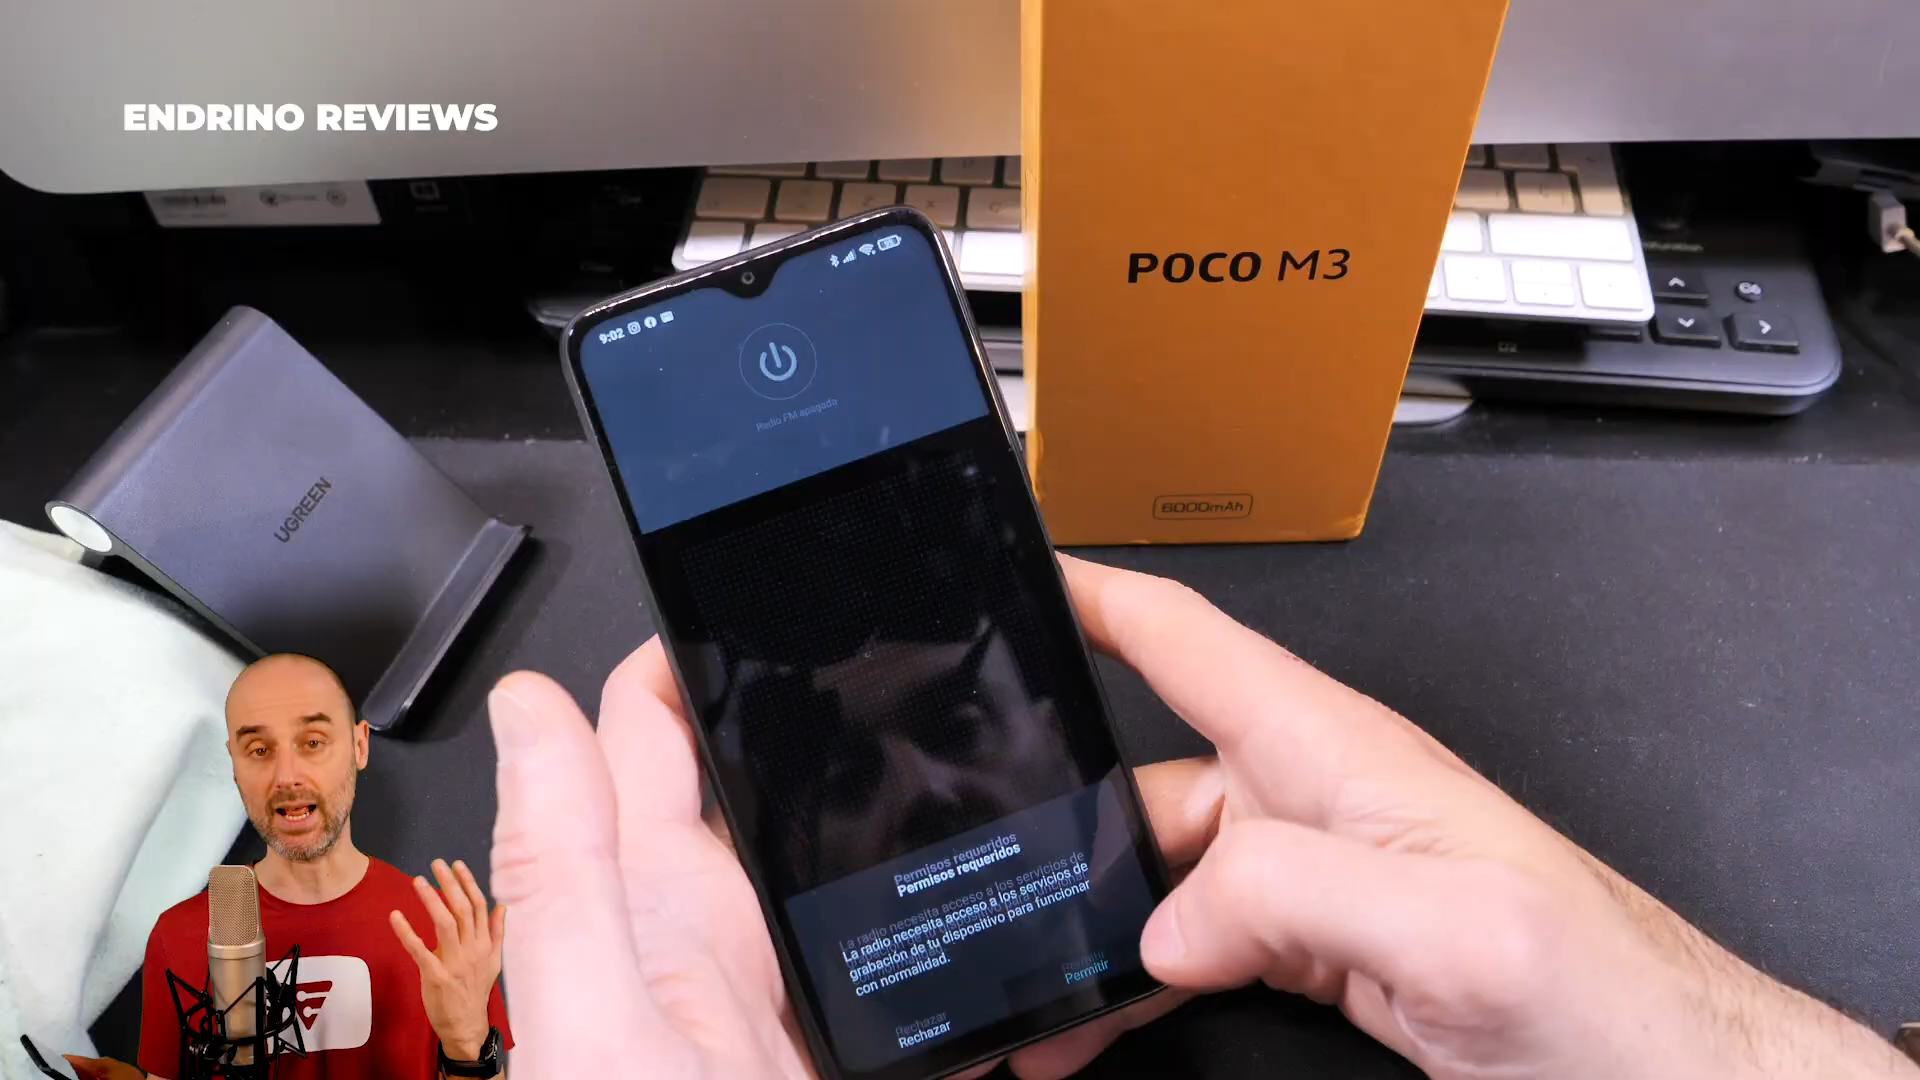 ENDRINO REVIEWS
POCO M3
6000mAh
UGREEN
9:02
Radio FM apagada
Permisos requeridos
La radio necesita acceso a los servicios de
grabación de tu dispositivo para funcionar
con normalidad.
Permitir
Rechazar